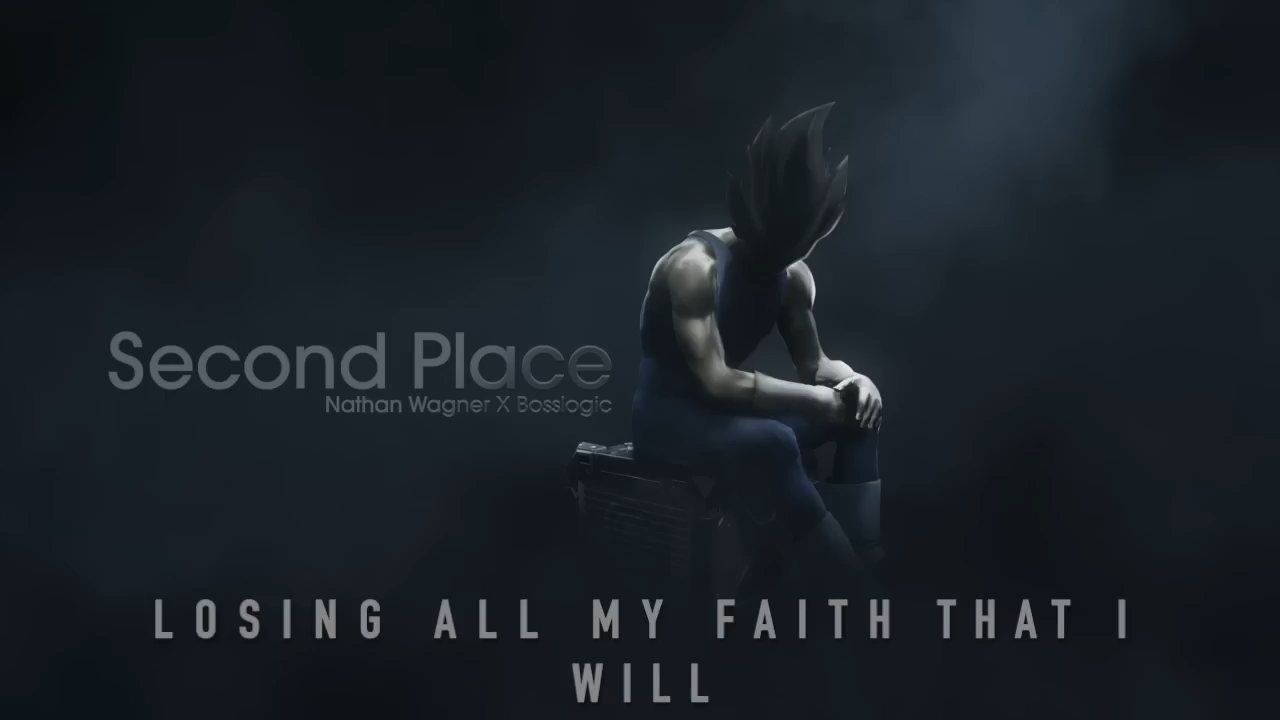 Second Place
Nathan Wagner X Bosslogic
LOSING ALL MY FAITH THAT I
WILL